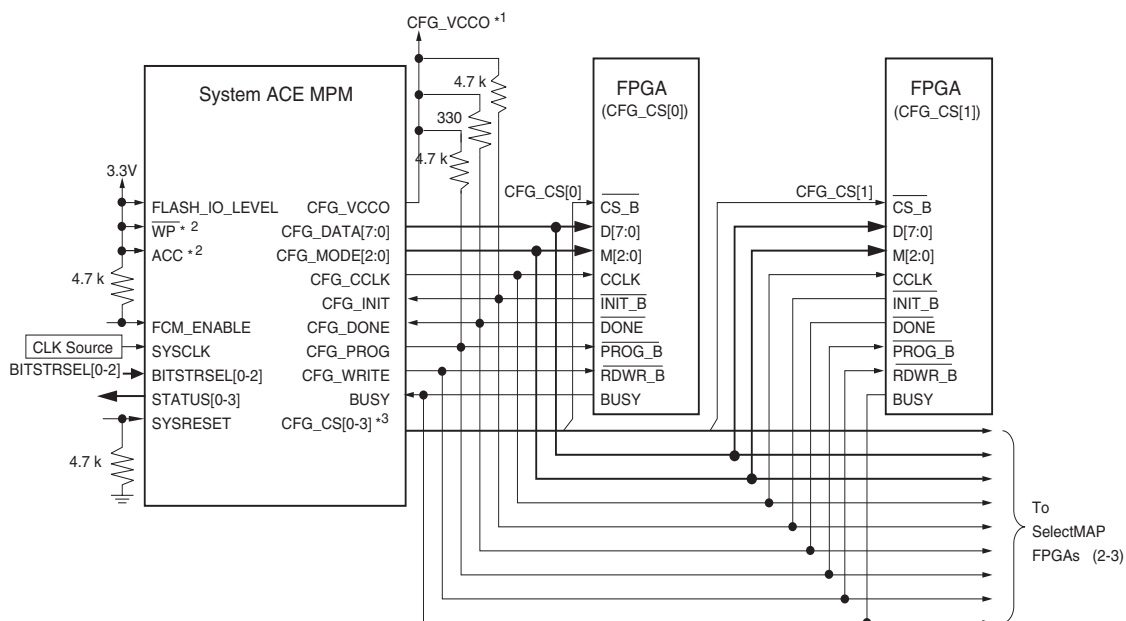 CFG_VCCO *1
4.7 k
330
4.7 k
System ACE MPM
3.3V
FLASH_IO_LEVEL
WP * 2
ACC *2
4.7 k
FCM_ENABLE
CLK Source
SYSCLK
BITSTRSEL[0-2]
BITSTRSEL[0-2]
STATUS[0-3]
SYSRESET
4.7 k
CFG_VCCO
CFG_DATA[7:0]
CFG_MODE[2:0]
CFG_CCLK
CFG_INIT
CFG_DONE
CFG_PROG
CFG_WRITE
BUSY
CFG_CS[0-3] *3
CFG_CS[0]
FPGA
(CFG_CS[0])
CS_B
D[7:0]
M[2:0]
CCLK
INIT_B
DONE
PROG_B
RDWR_B
BUSY
CFG_CS[1]
FPGA
(CFG_CS[1])
CS_B
D[7:0]
M[2:0]
CCLK
INIT_B
DONE
PROG_B
RDWR_B
BUSY
To
SelectMAP
FPGAs (2-3)